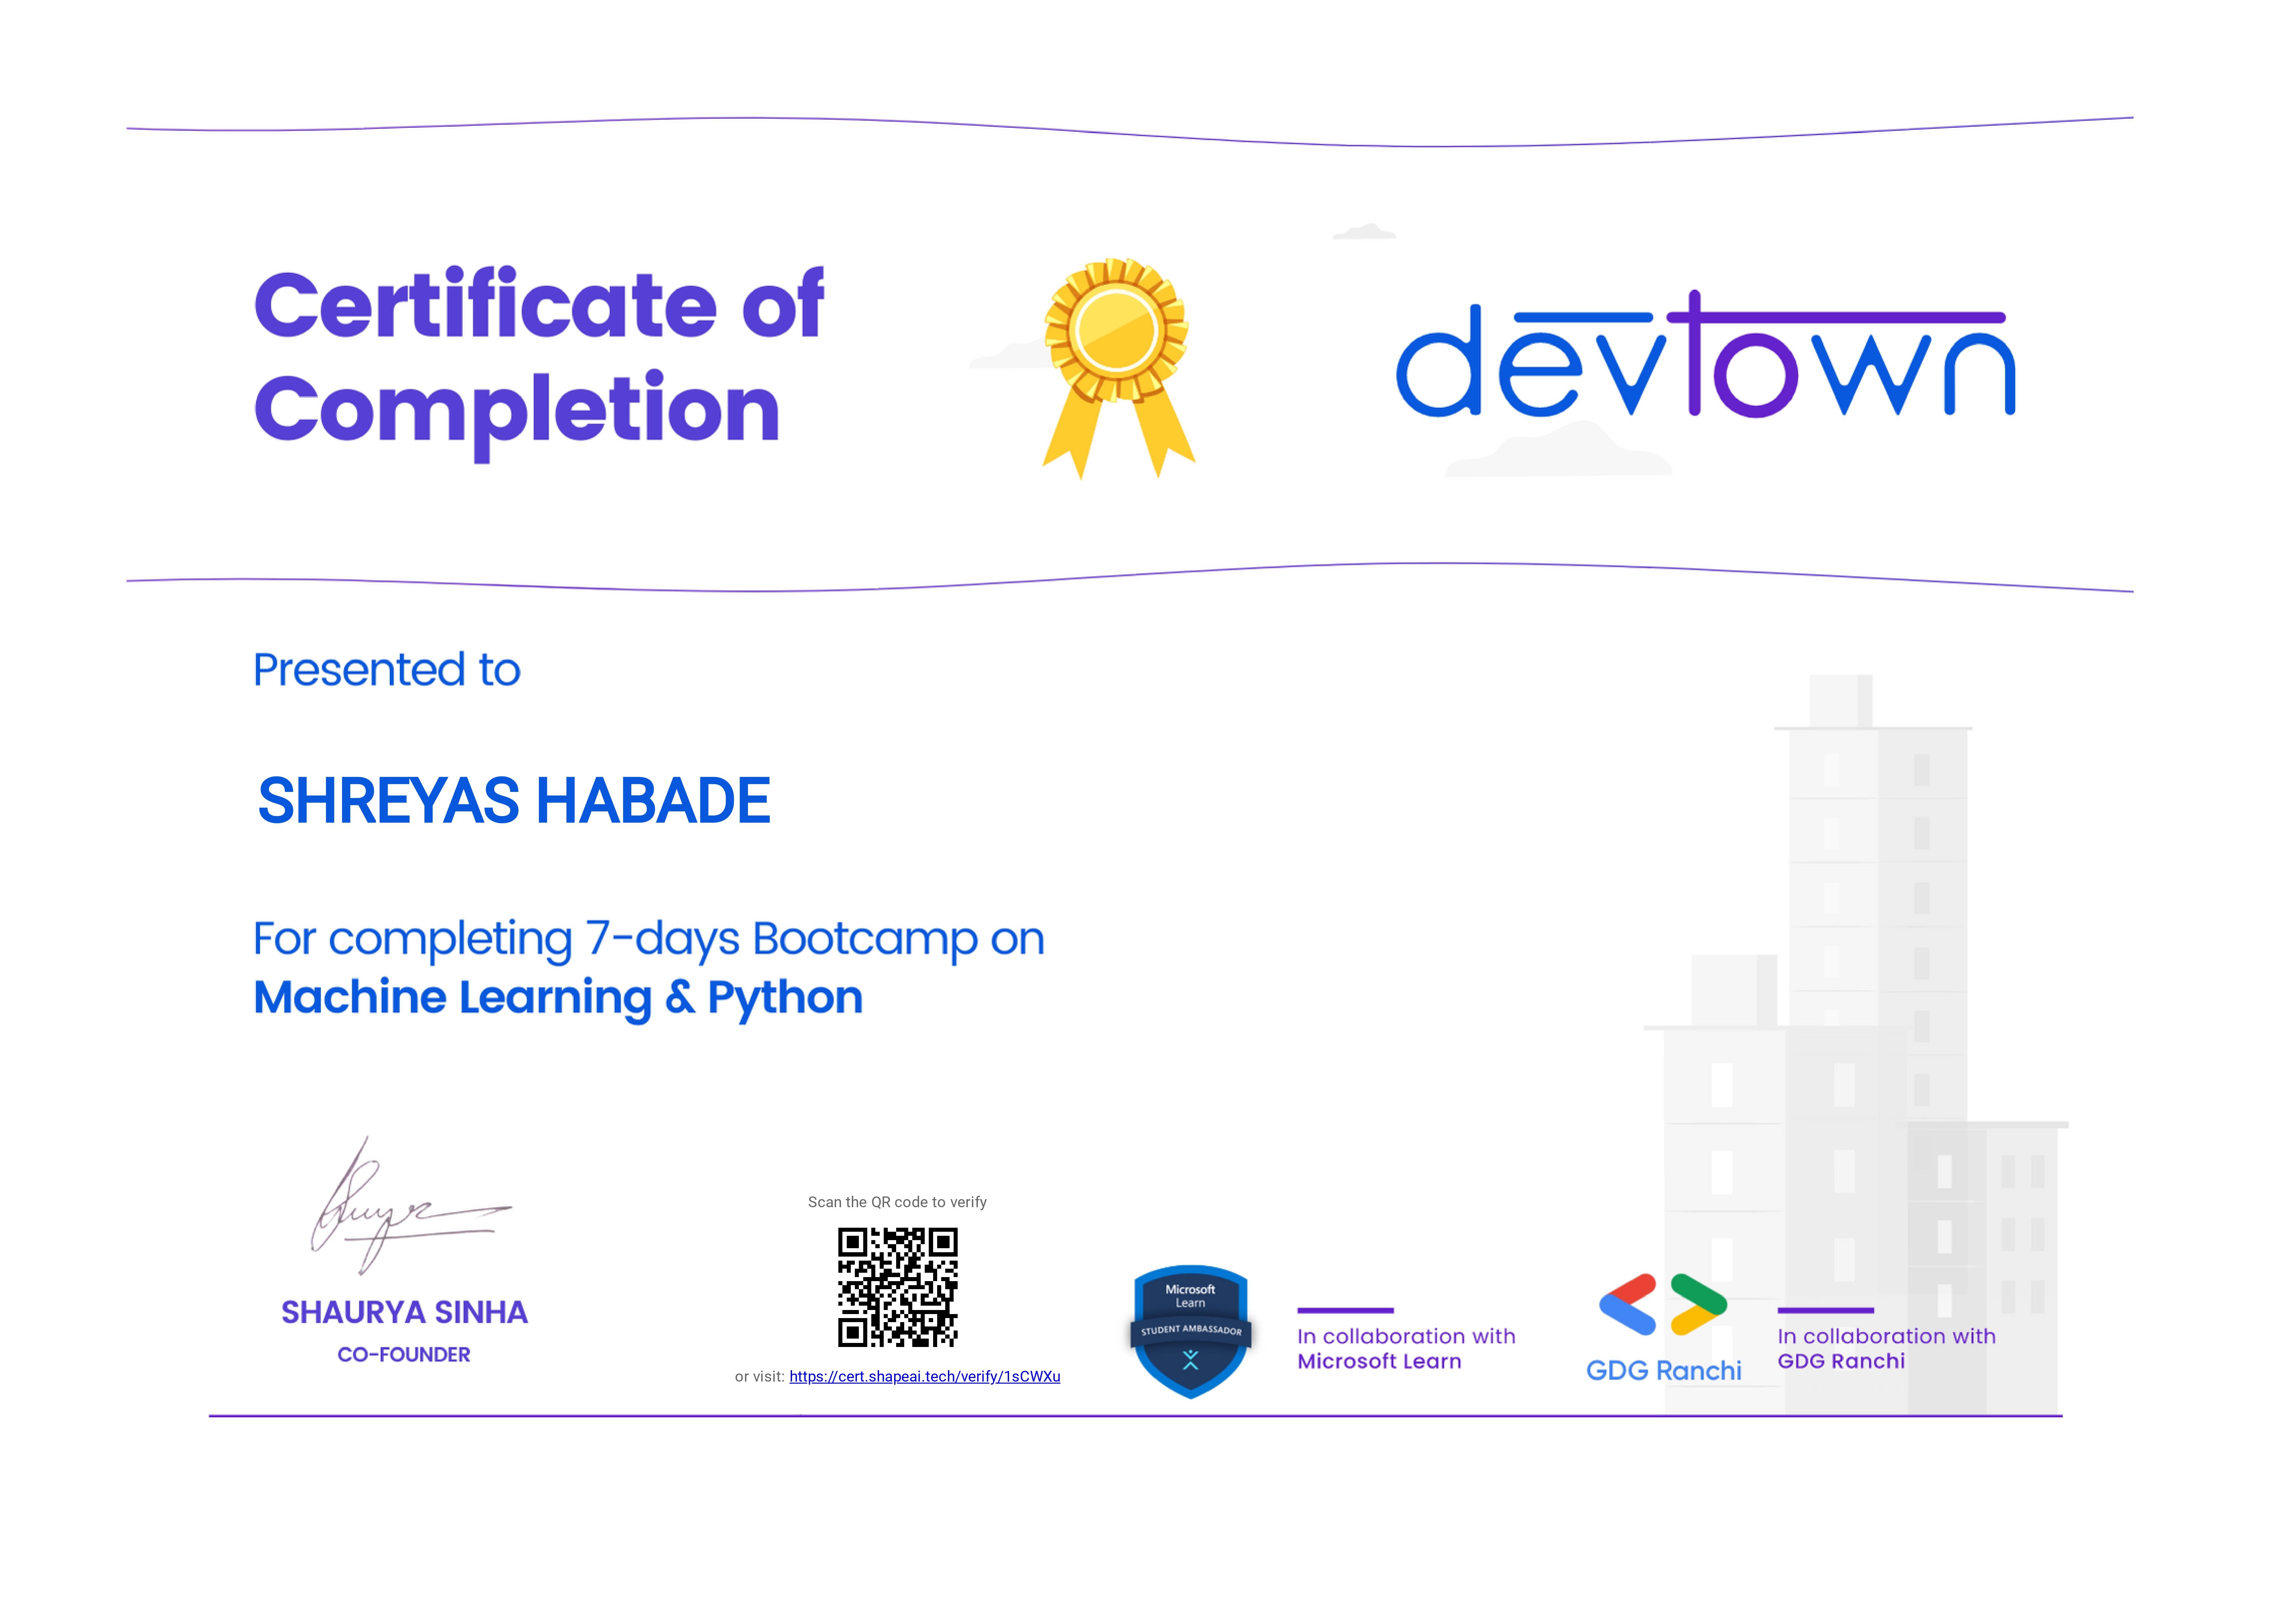 Certificate of
Completion
devtown
Presented to
SHREYAS HABADE
For completing 7-days Bootcamp on
Machine Learning & Python
SHAURYA SINHA
CO-FOUNDER
Scan the QR code to verify
or visit: https://cert.shapeai.tech/verify/1sCWXu
Microsoft
Learn
STUDENT AMBASSADOR
In collaboration with
Microsoft Learn
GDG Ranchi
In collaboration with
GDG Ranchi